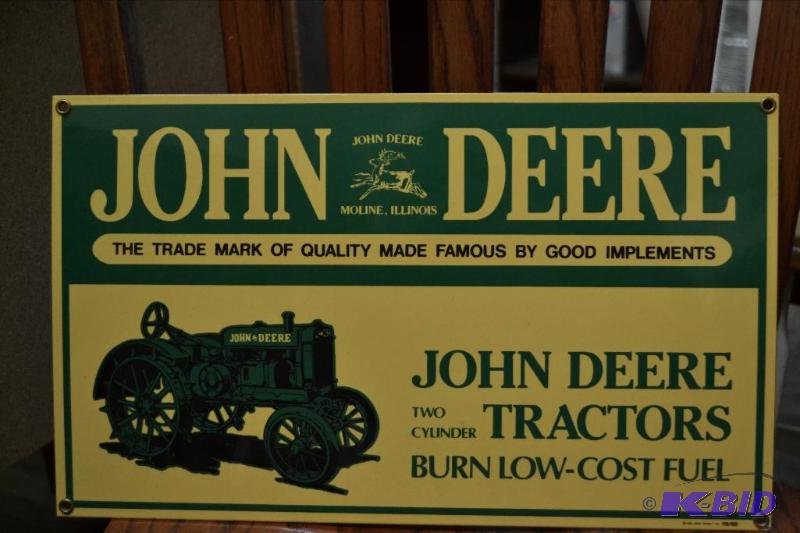 JOHN DEERE
JOHN DEERE
MOLINE, ILLINOIS
THE TRADE MARK OF QUALITY MADE FAMOUS BY GOOD IMPLEMENTS
JOHN DEERE
JOHN DEERE
TWO CYLINDER TRACTORS
BURN LOW-COST FUEL
© K-BID